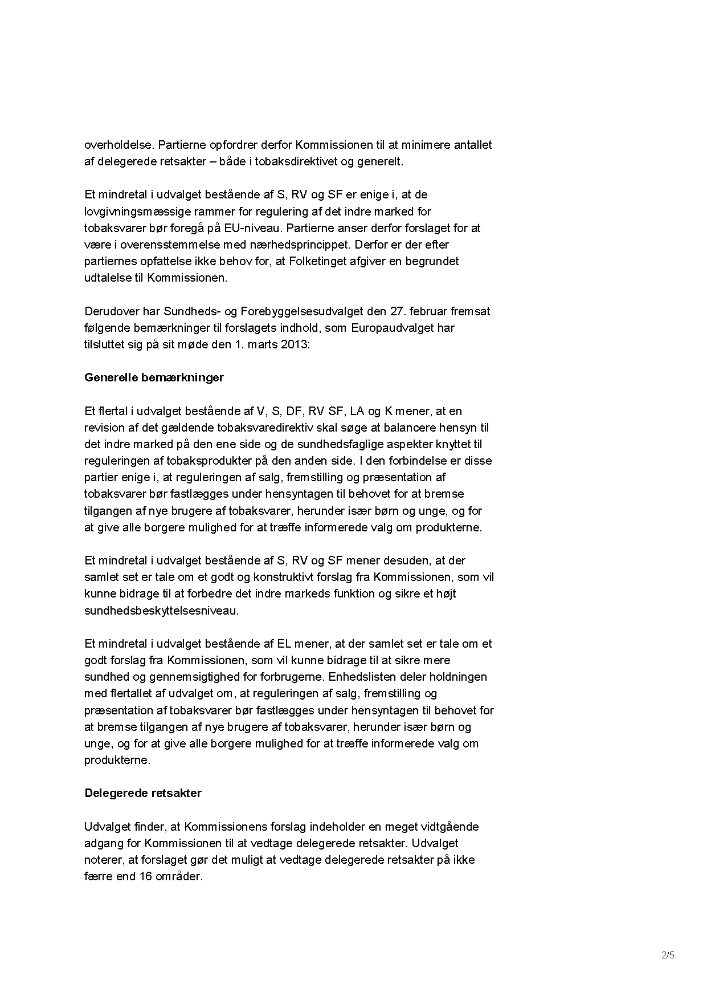 overholdelse. Partierne opfordrer derfor Kommissionen til at minimere antallet
af delegerede retsakter – både i tobaksdirektivet og generelt.
Et mindretal i udvalget bestående af S, RV og SF er enige i, at de
lovgivningsmæssige rammer for regulering af det indre marked for
tobaksvarer bør foregå på EU-niveau. Partierne anser derfor forslaget for at
være i overensstemmelse med nærhedsprincippet. Derfor er der efter
partiernes opfattelse ikke behov for, at Folketinget afgiver en begrundet
udtalelse til Kommissionen.
Derudover har Sundheds- og Forebyggelsesudvalget den 27. februar fremsat
følgende bemærkninger til forslagets indhold, som Europaudvalget har
tilsluttet sig på sit møde den 1. marts 2013:
Generelle bemærkninger
Et flertal i udvalget bestående af V, S, DF, RV SF, LA og K mener, at en
revision af det gældende tobaksvaredirektiv skal søge at balancere hensyn til
det indre marked på den ene side og de sundhedsfaglige aspekter knyttet til
reguleringen af tobaksprodukter på den anden side. I den forbindelse er disse
partier enige i, at reguleringen af salg, fremstilling og præsentation af
tobaksvarer bør fastlægges under hensyntagen til behovet for at bremse
tilgangen af nye brugere af tobaksvarer, herunder især børn og unge, og for
at give alle borgere mulighed for at træffe informerede valg om produkterne.
Et mindretal i udvalget bestående af S, RV og SF mener desuden, at der
samlet set er tale om et godt og konstruktivt forslag fra Kommissionen, som vil
kunne bidrage til at forbedre det indre markeds funktion og sikre et højt
sundhedsbeskyttelsesniveau.
Et mindretal i udvalget bestående af EL mener, at der samlet set er tale om et
godt forslag fra Kommissionen, som vil kunne bidrage til at sikre mere
sundhed og gennemsigtighed for forbrugerne. Enhedslisten deler holdningen
med flertallet af udvalget om, at reguleringen af salg, fremstilling og
præsentation af tobaksvarer bør fastlægges under hensyntagen til behovet for
at bremse tilgangen af nye brugere af tobaksvarer, herunder især børn og
unge, og for at give alle borgere mulighed for at træffe informerede valg om
produkterne.
Delegerede retsakter
Udvalget finder, at Kommissionens forslag indeholder en meget vidtgående
adgang for Kommissionen til at vedtage delegerede retsakter. Udvalget
noterer, at forslaget gør det muligt at vedtage delegerede retsakter på ikke
færre end 16 områder.
2/5